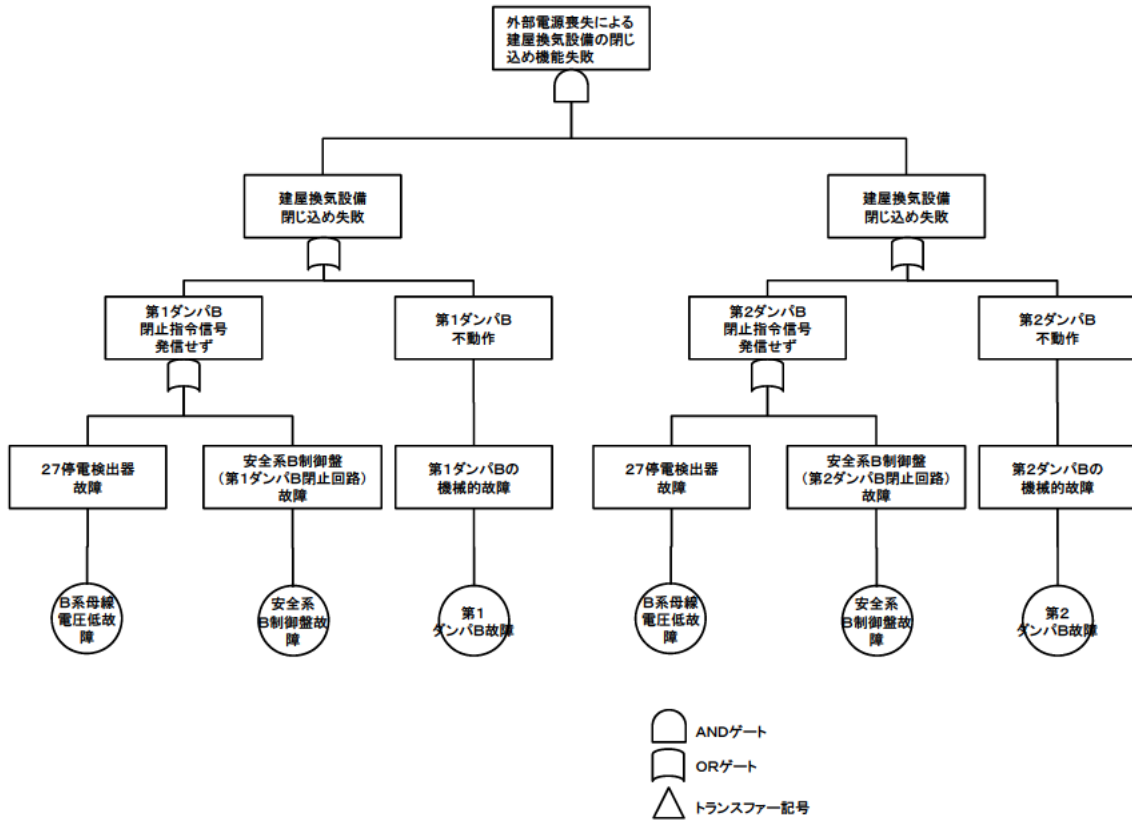 外部電源喪失による
建屋換気設備の閉じ
込め機能失敗
建屋換気設備
閉じ込め失敗
建屋換気設備
閉じ込め失敗
第1ダンパB
閉止指令信号
発信せず
第1ダンパB
不動作
第2ダンパB
閉止指令信号
発信せず
第2ダンパB
不動作
27停電検出器
故障
安全系B制御盤
(第1ダンパB閉止回路)
故障
第1ダンパBの
機械的故障
27停電検出器
故障
安全系B制御盤
(第2ダンパB閉止回路)
故障
第2ダンパBの
機械的故障
B系母線
電圧低故
障
安全系
B制御盤故
障
第1
ダンパB故障
B系母線
電圧低故
障
安全系
B制御盤故
障
第2
ダンパB故障
ANDゲート
ORゲート
トランスファー記号